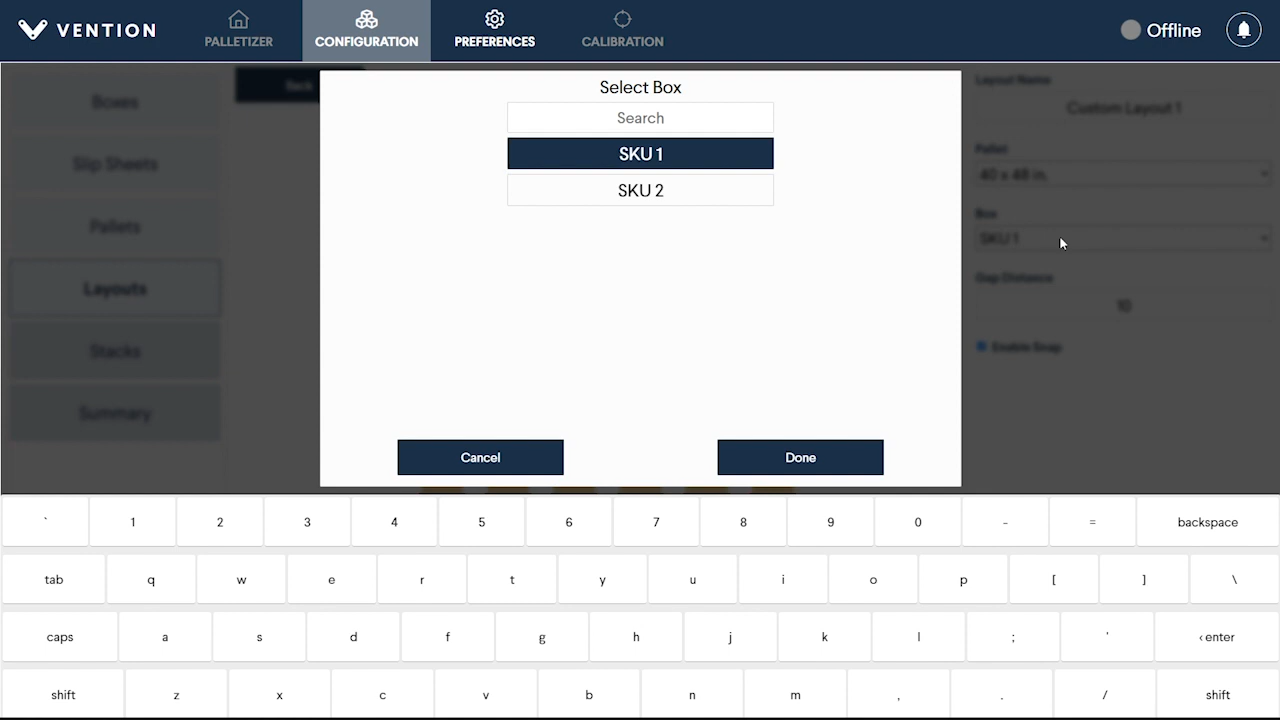 VENTION
PALLETIZER
CONFIGURATION
PREFERENCES
CALIBRATION
Offline
Boxes
Slip Sheets
Pallets
Layouts
Stacks
Summary
Back
Select Box
Search
SKU 1
SKU 2
Cancel
Done
Layout Name
Custom Layout 1
Pallet
40 x 48 in.
Box
SKU 1
Gap Distance
10
Enable Snap
` 1 2 3 4 5 6 7 8 9 0 - = backspace
tab q w e r t y u i o p [ ] \
caps a s d f g h j k l ; ' ‹ enter
shift z x c v b n m , . / shift